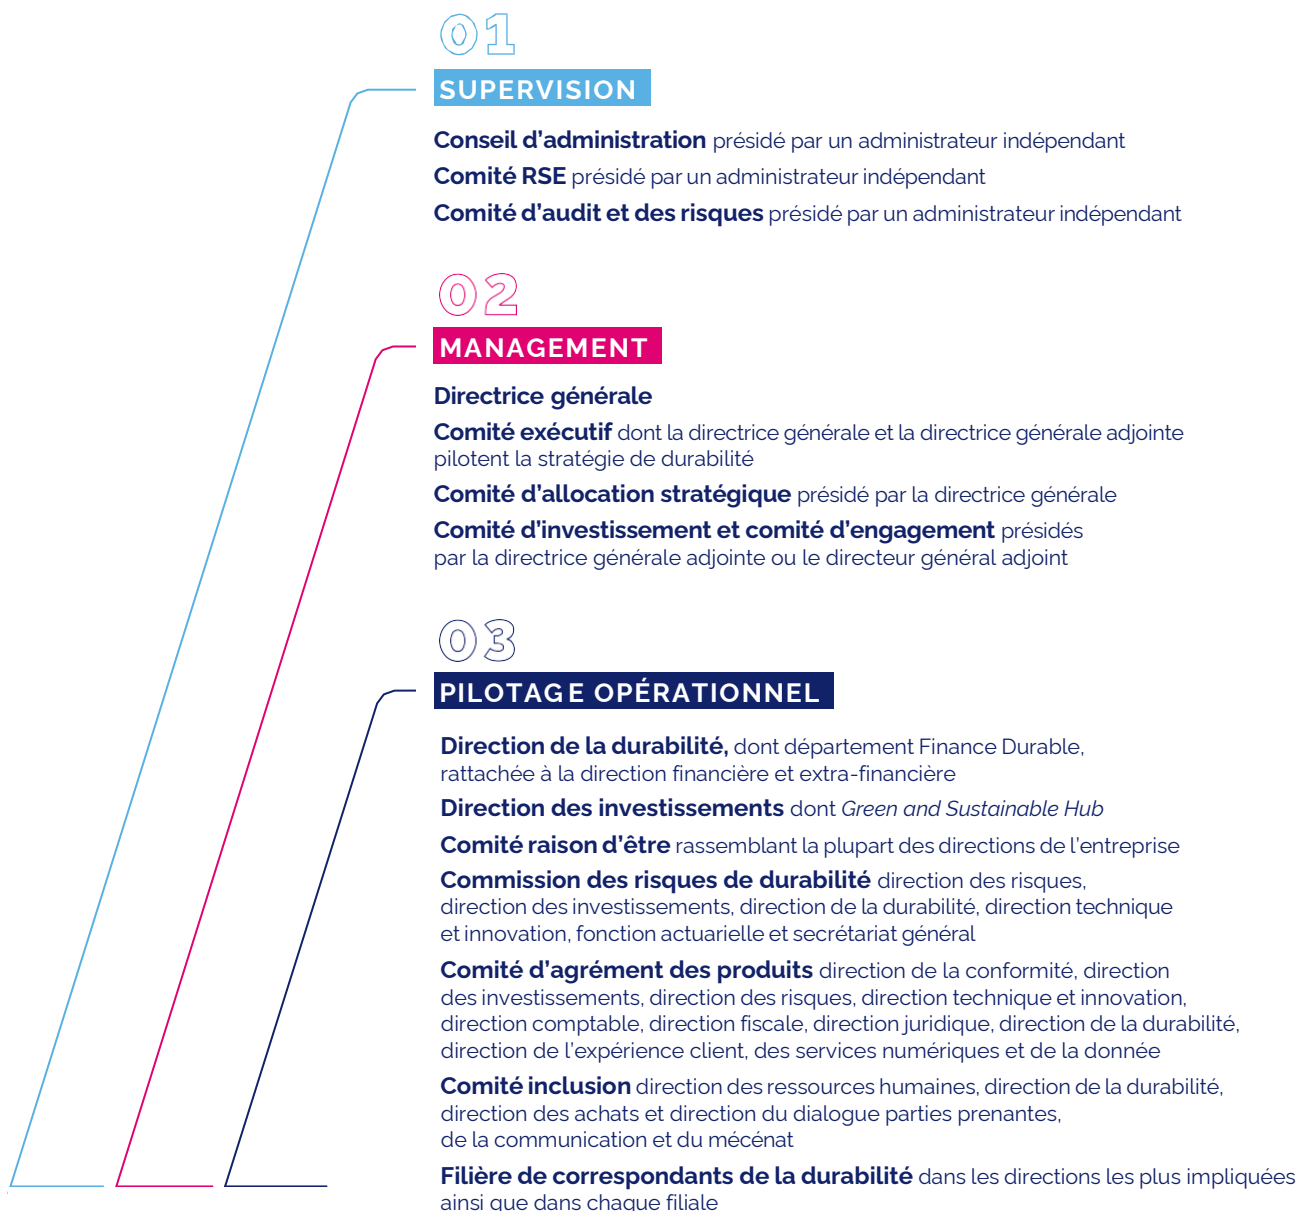 01
SUPERVISION
Conseil d’administration présidé par un administrateur indépendant
Comité RSE présidé par un administrateur indépendant
Comité d’audit et des risques présidé par un administrateur indépendant
02
MANAGEMENT
Directrice générale
Comité exécutif dont la directrice générale et la directrice générale adjointe
pilotent la stratégie de durabilité
Comité d’allocation stratégique présidé par la directrice générale
Comité d’investissement et comité d’engagement présidés
par la directrice générale adjointe ou le directeur général adjoint
03
PILOTAGE OPÉRATIONNEL
Direction de la durabilité, dont département Finance Durable,
rattachée à la direction financière et extra-financière
Direction des investissements dont Green and Sustainable Hub
Comité raison d’être rassemblant la plupart des directions de l’entreprise
Commission des risques de durabilité direction des risques,
direction des investissements, direction de la durabilité, direction technique
et innovation, fonction actuarielle et secrétariat général
Comité d’agrément des produits direction de la conformité, direction
des investissements, direction des risques, direction technique et innovation,
direction comptable, direction fiscale, direction juridique, direction de la durabilité,
direction de l’expérience client, des services numériques et de la donnée
Comité inclusion direction des ressources humaines, direction de la durabilité,
direction des achats et direction du dialogue parties prenantes,
de la communication et du mécénat
Filière de correspondants de la durabilité dans les directions les plus impliquées
ainsi que dans chaque filiale